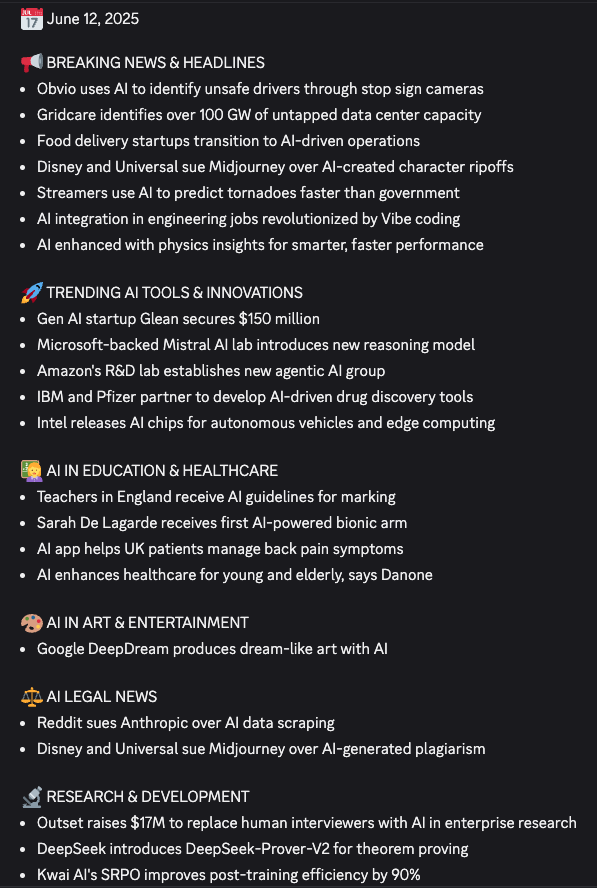 JUL 17 June 12, 2025
BREAKING NEWS & HEADLINES
• Obvio uses AI to identify unsafe drivers through stop sign cameras
• Gridcare identifies over 100 GW of untapped data center capacity
• Food delivery startups transition to AI-driven operations
• Disney and Universal sue Midjourney over AI-created character ripoffs
• Streamers use AI to predict tornadoes faster than government
• AI integration in engineering jobs revolutionized by Vibe coding
• AI enhanced with physics insights for smarter, faster performance
TRENDING AI TOOLS & INNOVATIONS
• Gen AI startup Glean secures $150 million
• Microsoft-backed Mistral AI lab introduces new reasoning model
• Amazon's R&D lab establishes new agentic AI group
• IBM and Pfizer partner to develop AI-driven drug discovery tools
• Intel releases AI chips for autonomous vehicles and edge computing
AI IN EDUCATION & HEALTHCARE
• Teachers in England receive AI guidelines for marking
• Sarah De Lagarde receives first AI-powered bionic arm
• AI app helps UK patients manage back pain symptoms
• AI enhances healthcare for young and elderly, says Danone
AI IN ART & ENTERTAINMENT
• Google DeepDream produces dream-like art with AI
AI LEGAL NEWS
• Reddit sues Anthropic over AI data scraping
• Disney and Universal sue Midjourney over AI-generated plagiarism
RESEARCH & DEVELOPMENT
• Outset raises $17M to replace human interviewers with AI in enterprise research
• DeepSeek introduces DeepSeek-Prover-V2 for theorem proving
• Kwai AI's SRPO improves post-training efficiency by 90%